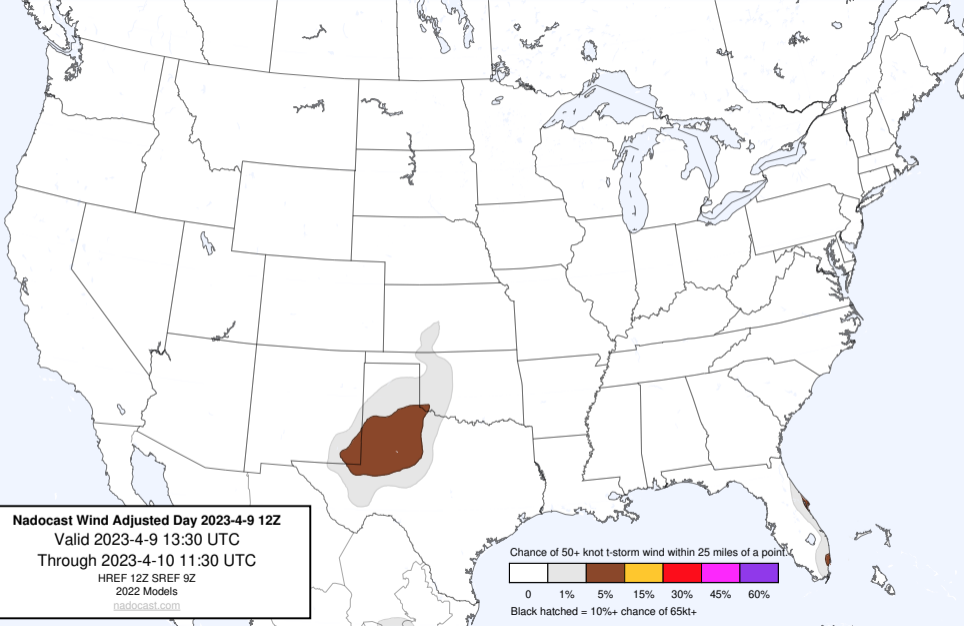 Nadocast Wind Adjusted Day 2023-4-9 12Z
Valid 2023-4-9 13:30 UTC
Through 2023-4-10 11:30 UTC
HREF 12Z SREF 9Z
2022 Models
nadocast.com
Chance of 50+ knot t-storm wind within 25 miles of a point.
0 1% 5% 15% 30% 45% 60%
Black hatched = 10%+ chance of 65kt+